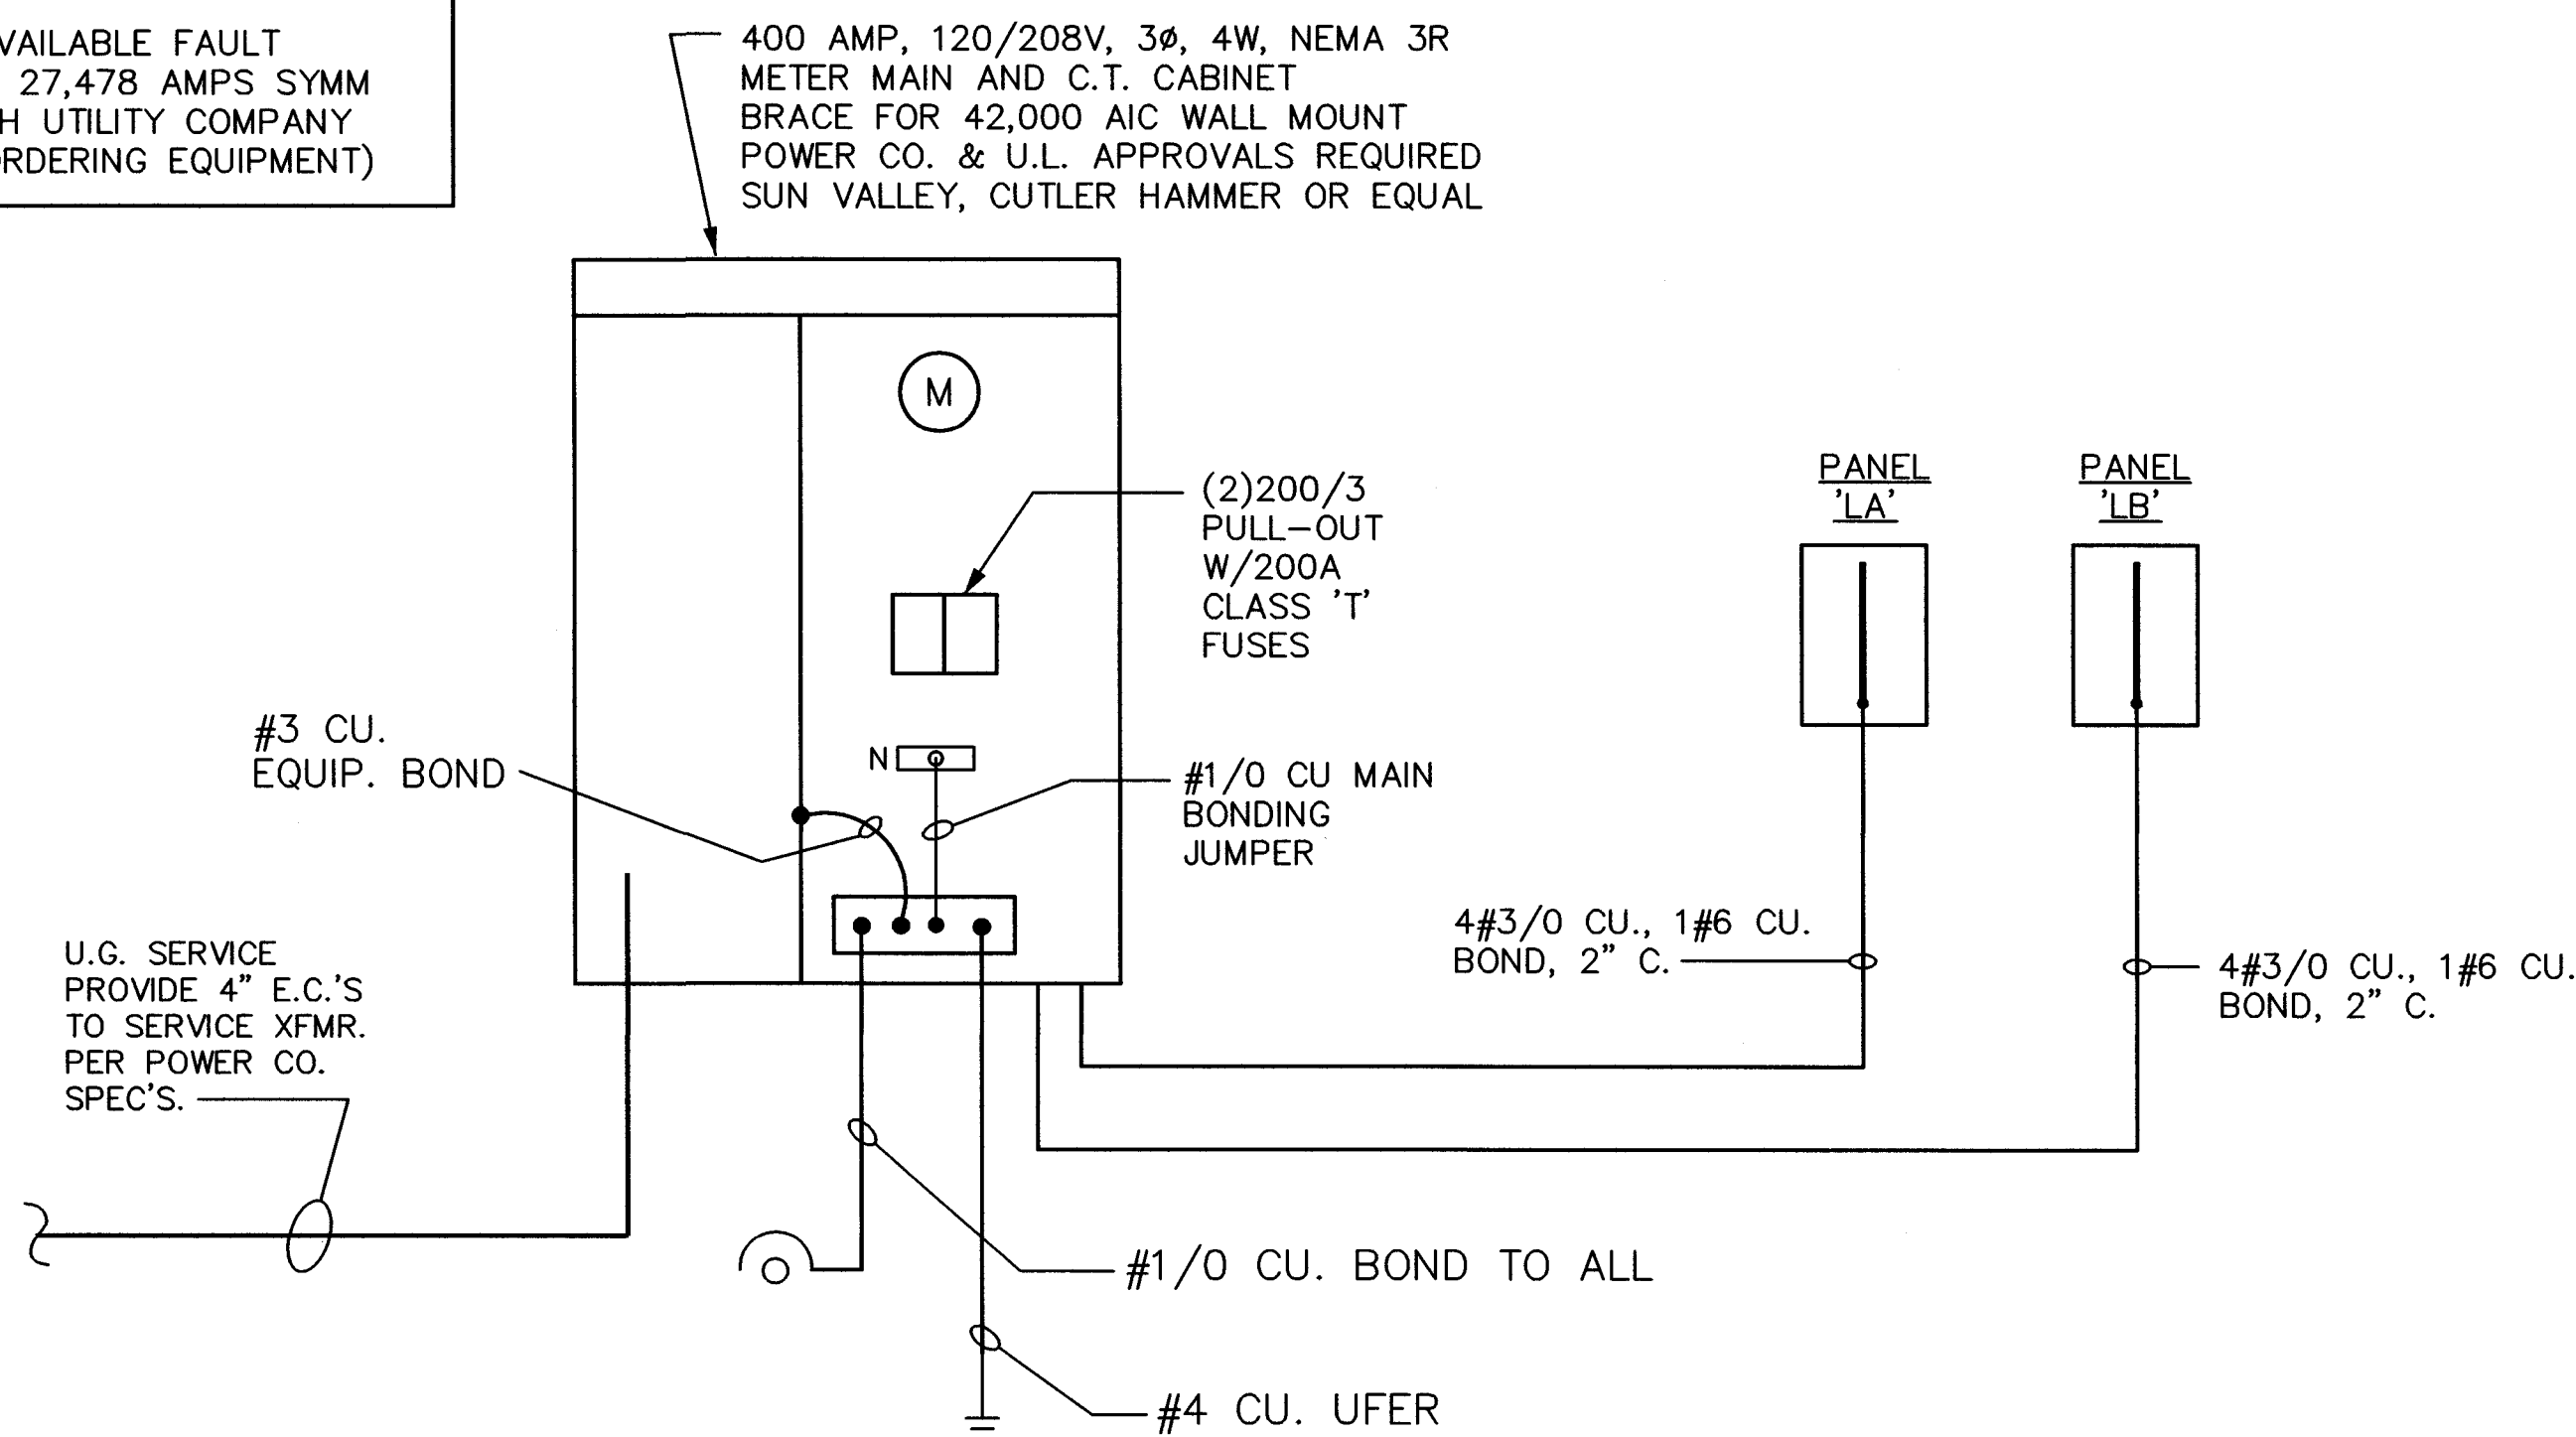 VAILABLE FAULT
27,478 AMPS SYMM
H UTILITY COMPANY
RDERING EQUIPMENT)
400 AMP, 120/208V, 3ø, 4W, NEMA 3R
METER MAIN AND C.T. CABINET
BRACE FOR 42,000 AIC WALL MOUNT
POWER CO. & U.L. APPROVALS REQUIRED
SUN VALLEY, CUTLER HAMMER OR EQUAL
M
(2)200/3
PULL-OUT
W/200A
CLASS 'T'
FUSES
PANEL
'LA'
PANEL
'LB'
#3 CU.
EQUIP. BOND
N
#1/0 CU MAIN
BONDING
JUMPER
4#3/0 CU., 1#6 CU.
BOND, 2" C.
4#3/0 CU., 1#6 CU.
BOND, 2" C.
U.G. SERVICE
PROVIDE 4" E.C.'S
TO SERVICE XFMR.
PER POWER CO.
SPEC'S.
#1/0 CU. BOND TO ALL
#4 CU. UFER